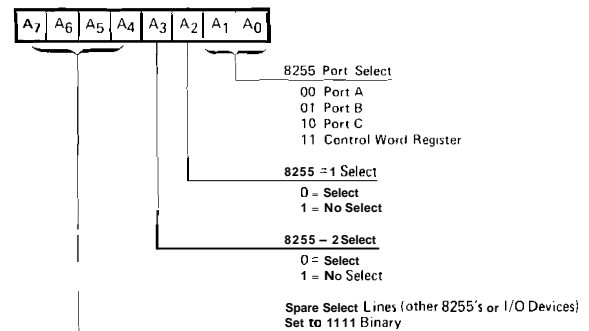 A7 A6 A5 A4 A3 A2 A1 A0
8255 Port Select
00 Port A
01 Port B
10 Port C
11 Control Word Register
8255 =1 Select
0 = Select
1 = No Select
8255 – 2 Select
0 = Select
1 = No Select
Spare Select Lines (other 8255's or I/O Devices)
Set to 1111 Binary